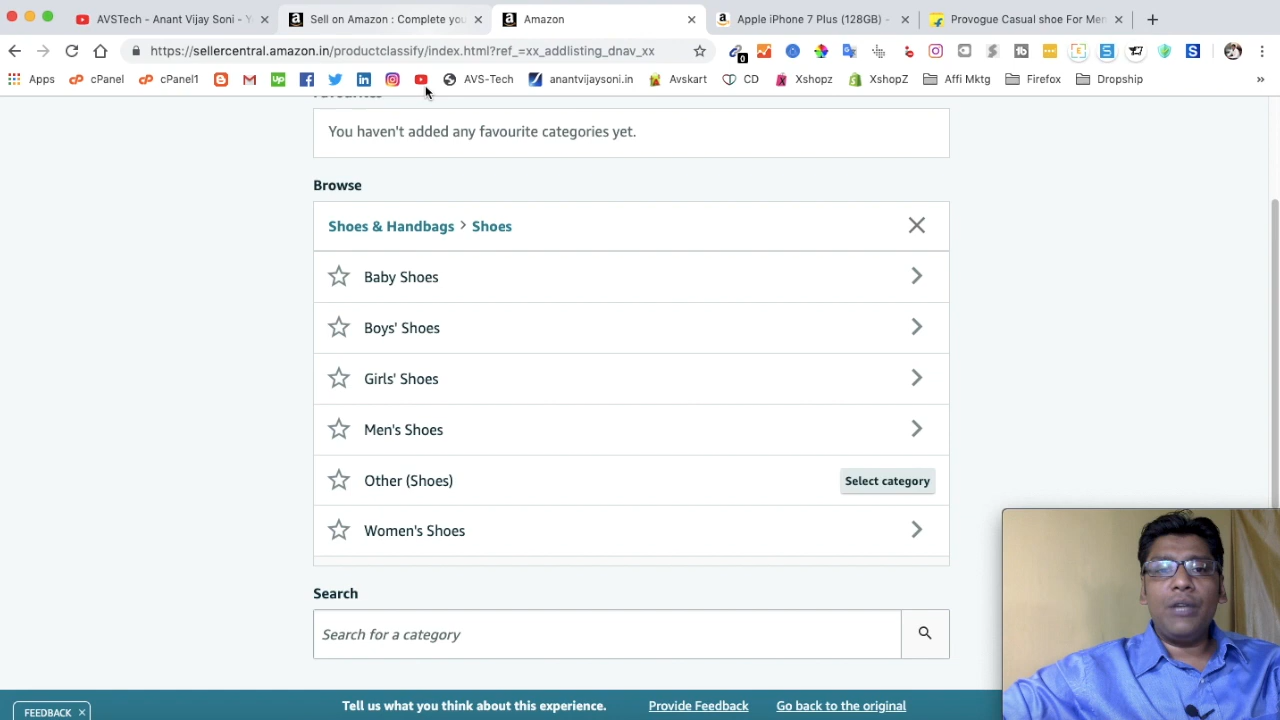 AVSTech - Anant Vijay Soni - Y
Sell on Amazon : Complete you
Amazon
Apple iPhone 7 Plus (128GB) -
Provogue Casual shoe For Men
https://sellercentral.amazon.in/productclassify/index.html?ref_=xx_addlisting_dnav_xx
Apps
cPanel
cPanel1
AVS-Tech
anantvijaysoni.in
Avskart
CD
Xshopz
XshopZ
Affi Mktg
Firefox
Dropship
»
Favourites
You haven't added any favourite categories yet.
Browse
Shoes & Handbags > Shoes
Baby Shoes
Boys' Shoes
Girls' Shoes
Men's Shoes
Other (Shoes)
Select category
Women's Shoes
Search
Search for a category
Tell us what you think about this experience.
Provide Feedback
Go back to the original
FEEDBACK ×